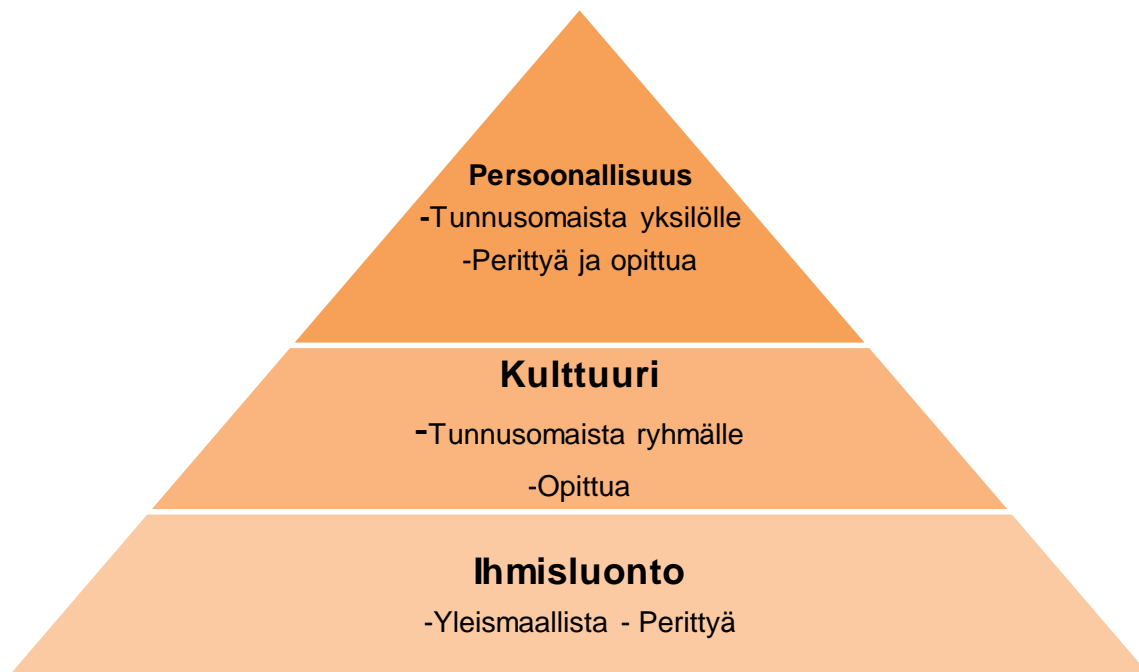 Persoonallisuus
-Tunnusomaista yksilölle
-Perittyä ja opittua
Kulttuuri
-Tunnusomaista ryhmälle
-Opittua
Ihmisluonto
-Yleismaallista - Perittyä